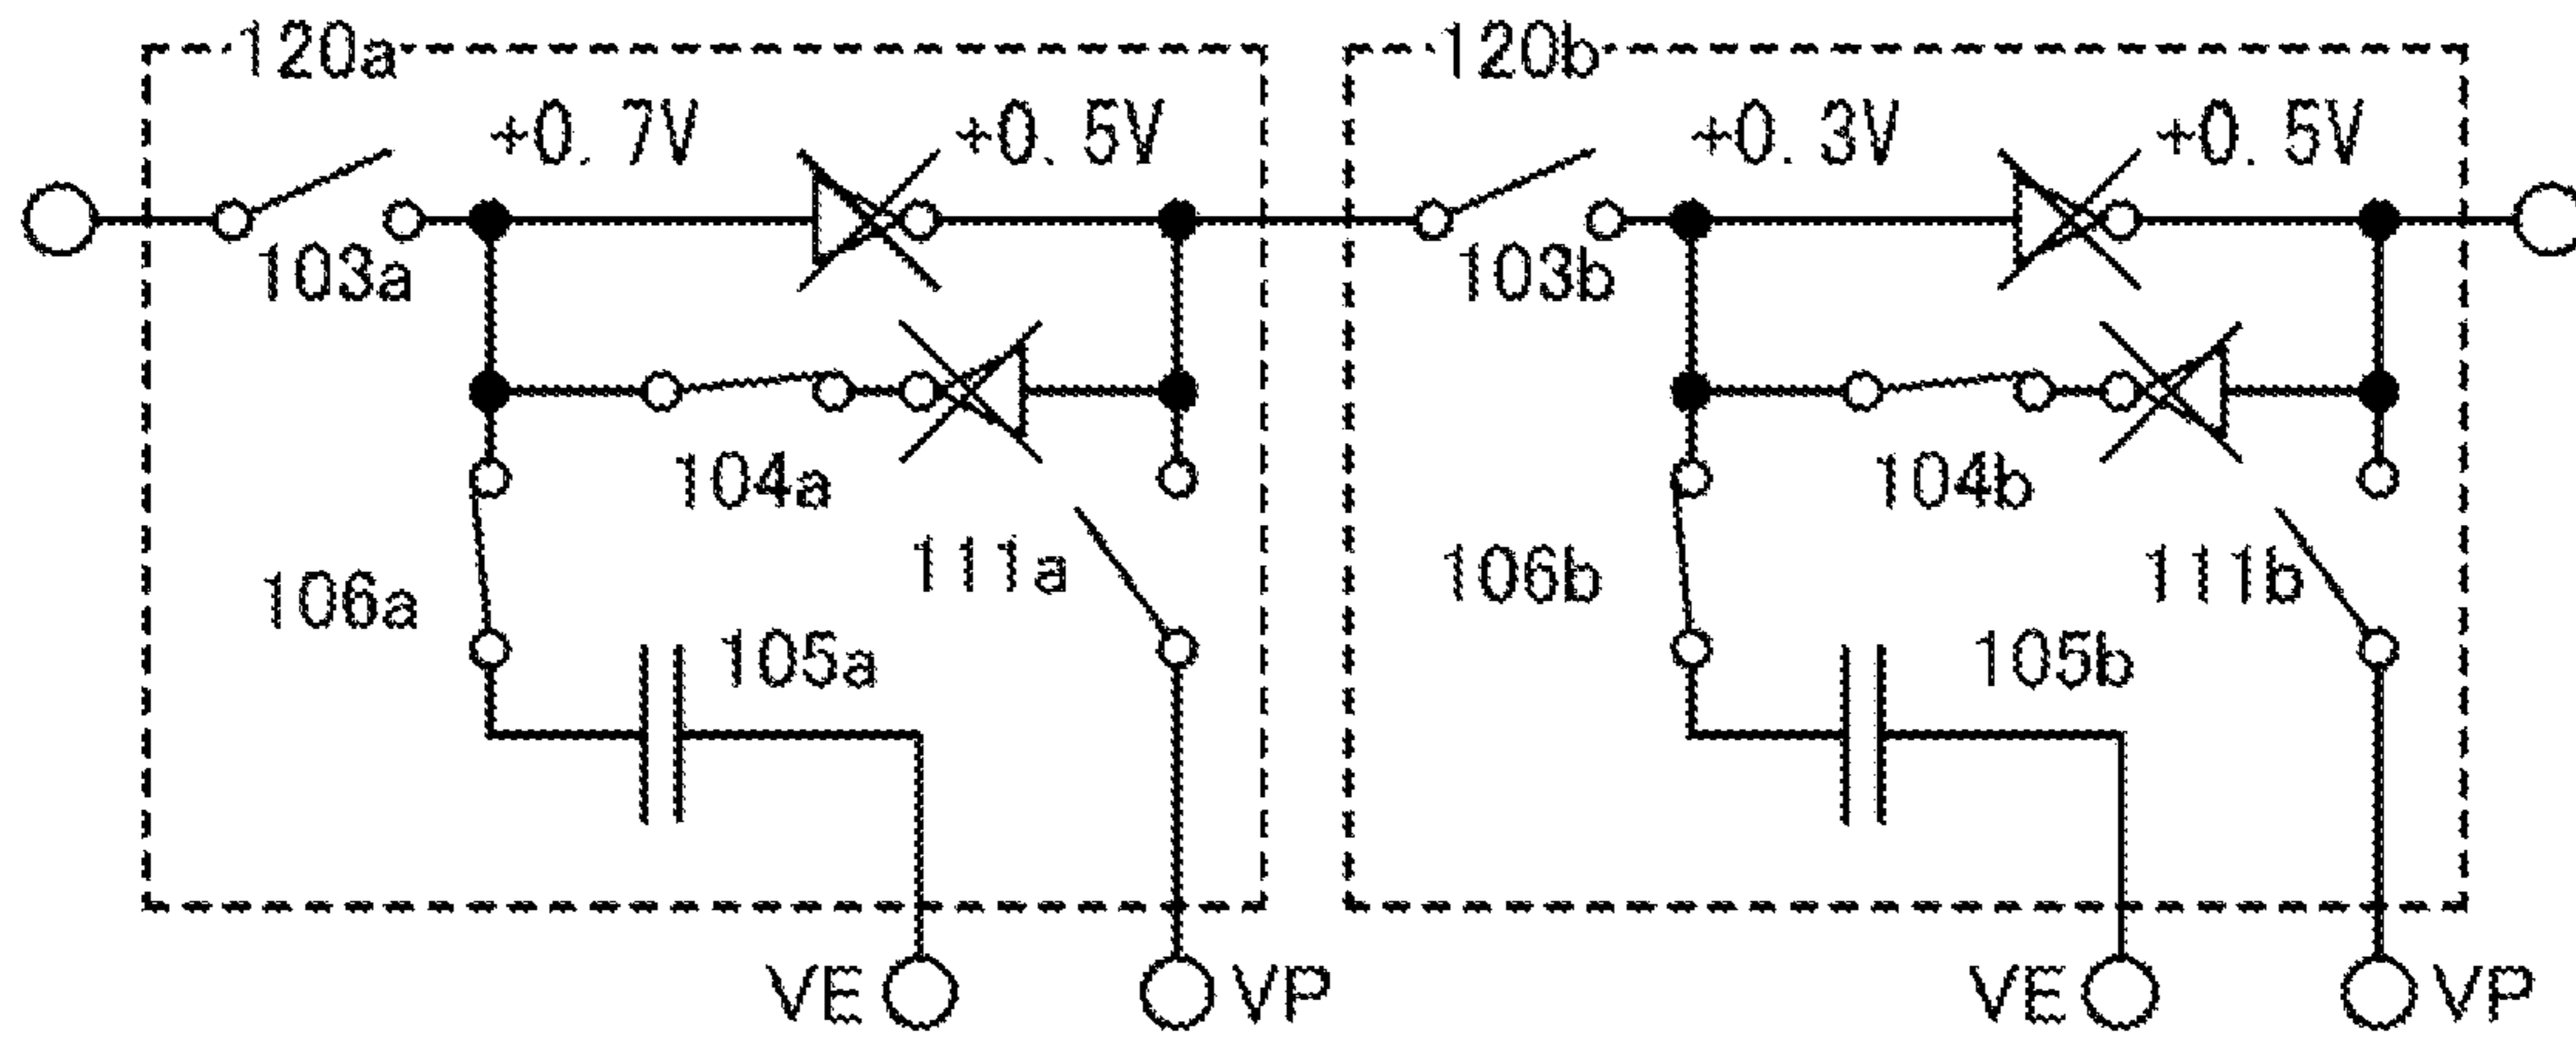 120a 120b
+0.7V +0.5V +0.3V +0.5V
103a 103b
104a 104b
111a 111b
106a 106b
105a 105b
VE VP VE VP